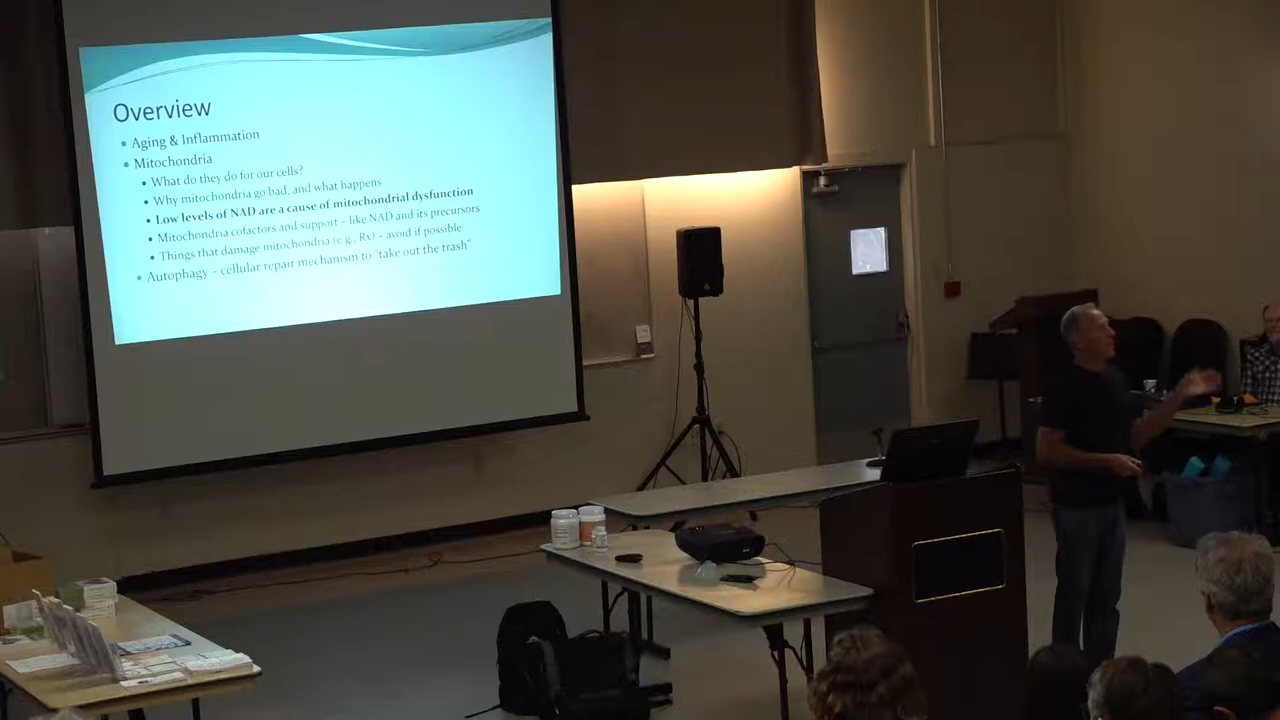 Overview
Aging & Inflammation
Mitochondria
What do they do for our cells?
Why mitochondria go bad, and what happens
Low levels of NAD are a cause of mitochondrial dysfunction
Mitochondria cofactors and support – like NAD and its precursors
Things that damage mitochondria (e.g., Rx) – avoid if possible
Autophagy – cellular repair mechanism to "take out the trash"